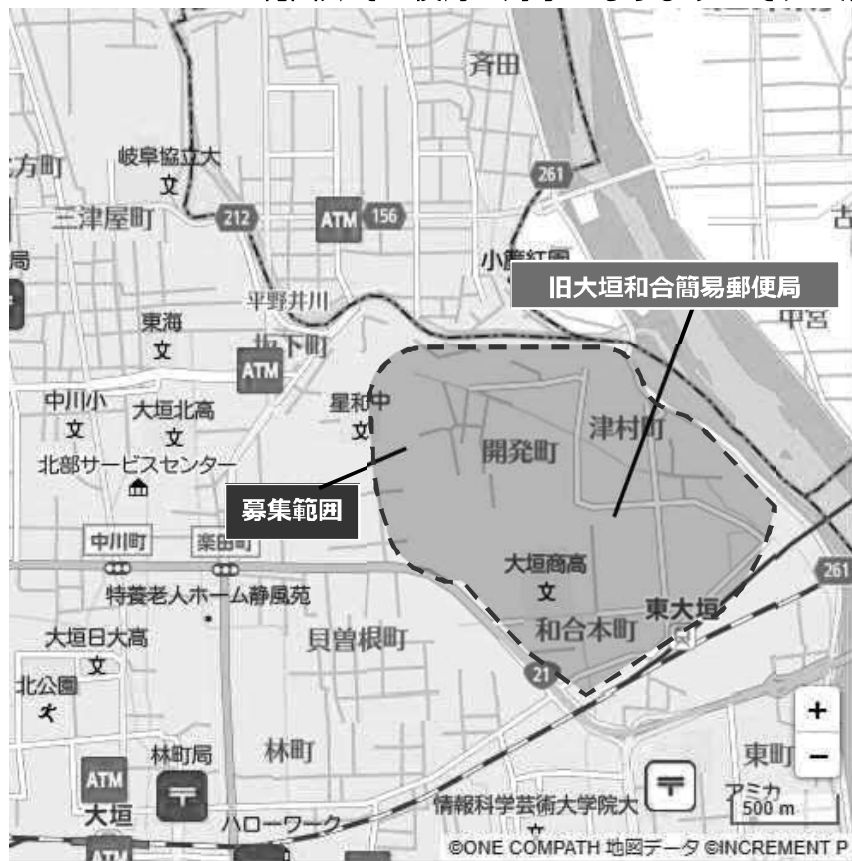 斉田
岐阜協立大
文
方町
261
三津屋町
212
ATM
156
古
局
小簾紅園
旧大垣和合簡易郵便局
平野井川
中宮
東海
文
坂下町
ATM
中川小
文
大垣北高
文
星和中
文
津村町
開発町
北部サービスセンター
募集範囲
中川町
楽田町
大垣商高
文
261
特養老人ホーム静風苑
東大垣
大垣日大高
文
貝曽根町
和合本町
北公園
21
+
林町局
〒
林町
−
東町
ATM
大垣
〒
アミカ
500 m
情報科学芸術大学院大
文
ハローワーク
ATM
©ONE COMPATH 地図データ ©INCREMENT P